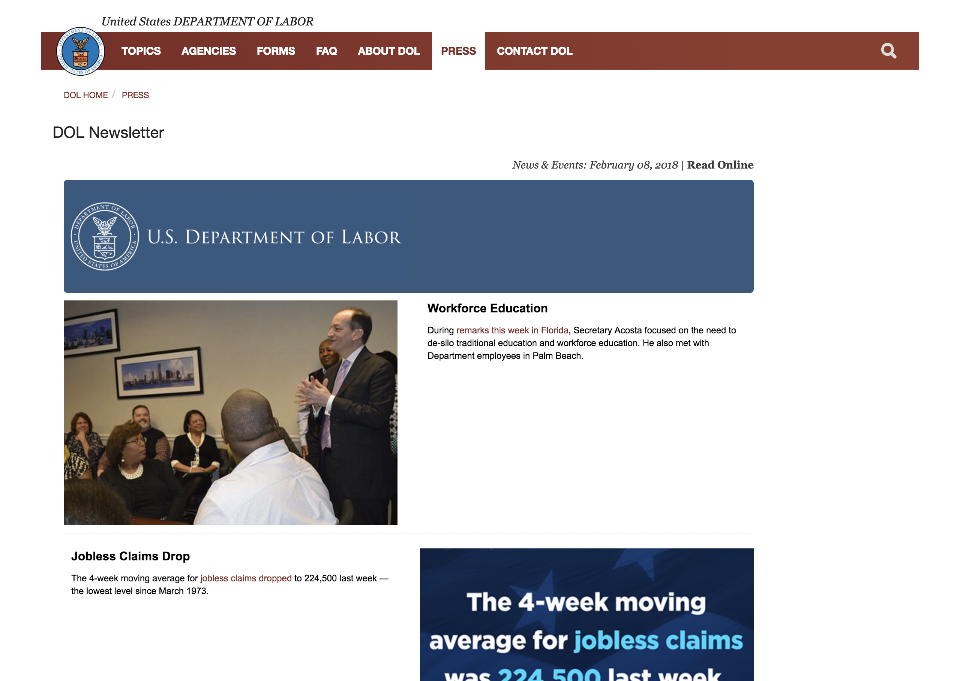 United States DEPARTMENT OF LABOR
TOPICS AGENCIES FORMS FAQ ABOUT DOL PRESS CONTACT DOL
DOL HOME / PRESS
DOL Newsletter
News & Events: February 08, 2018 | Read Online
U.S. DEPARTMENT OF LABOR
Workforce Education
During remarks this week in Florida, Secretary Acosta focused on the need to
de-silo traditional education and workforce education. He also met with
Department employees in Palm Beach.
Jobless Claims Drop
The 4-week moving average for jobless claims dropped to 224,500 last week —
the lowest level since March 1973.
The 4-week moving
average for jobless claims
was 224,500 last week